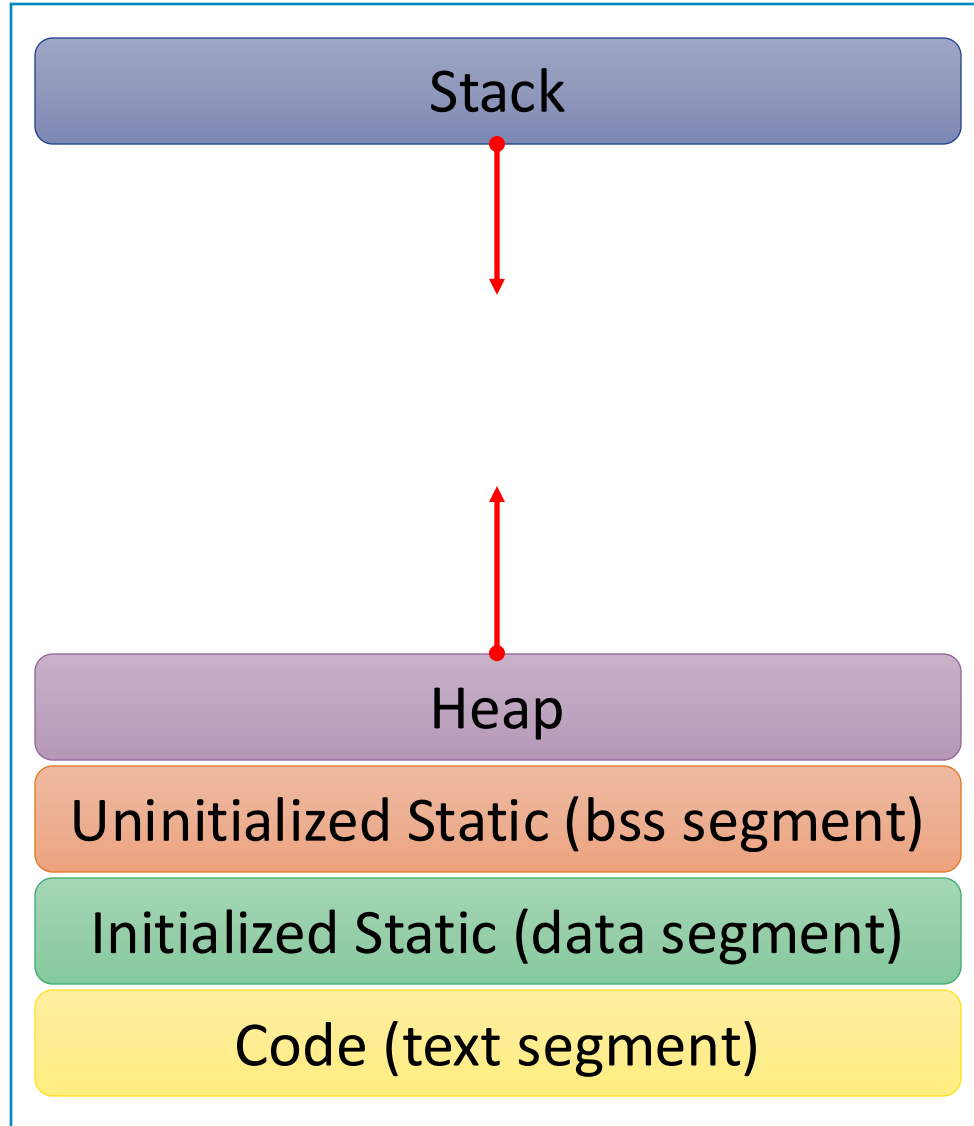 Stack
Heap
Uninitialized Static (bss segment)
Initialized Static (data segment)
Code (text segment)